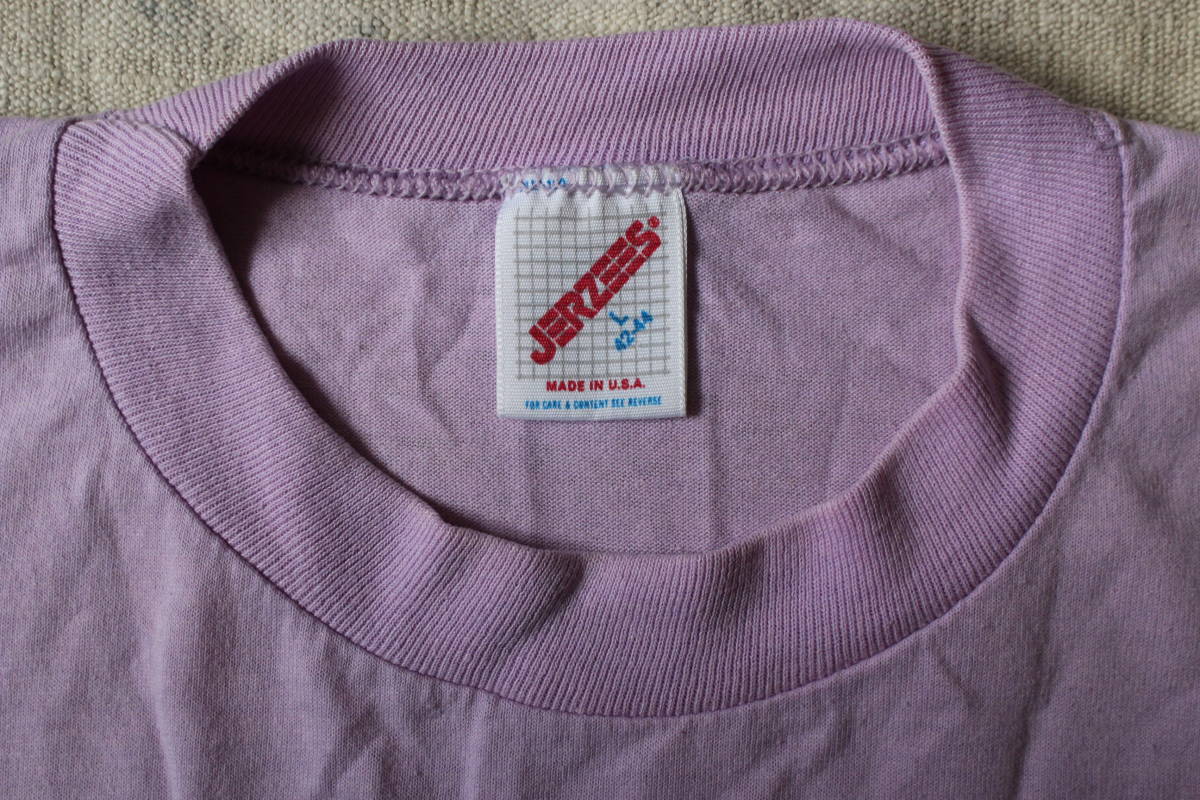 JERZEES®
L
42-44
MADE IN U.S.A.
FOR CARE & CONTENT SEE REVERSE